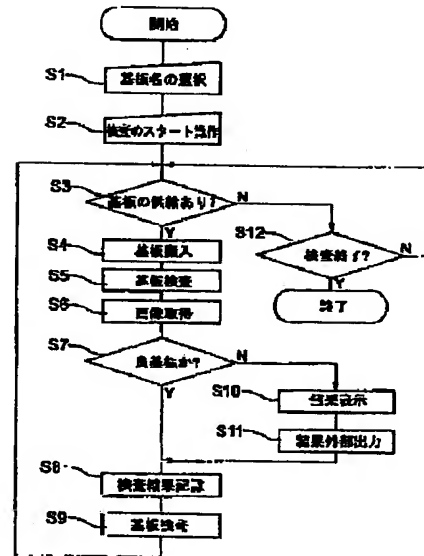 開始
S1
基板名の選択
S2
検査のスタート操作
S3
基板の供給あり?
N
Y
S12
検査終了?
N
Y
終了
S4
基板搬入
S5
基板検査
S6
画像取得
S7
良基板か?
N
Y
S10
結果表示
S11
結果外部出力
S8
検査結果記録
S9
基板搬出